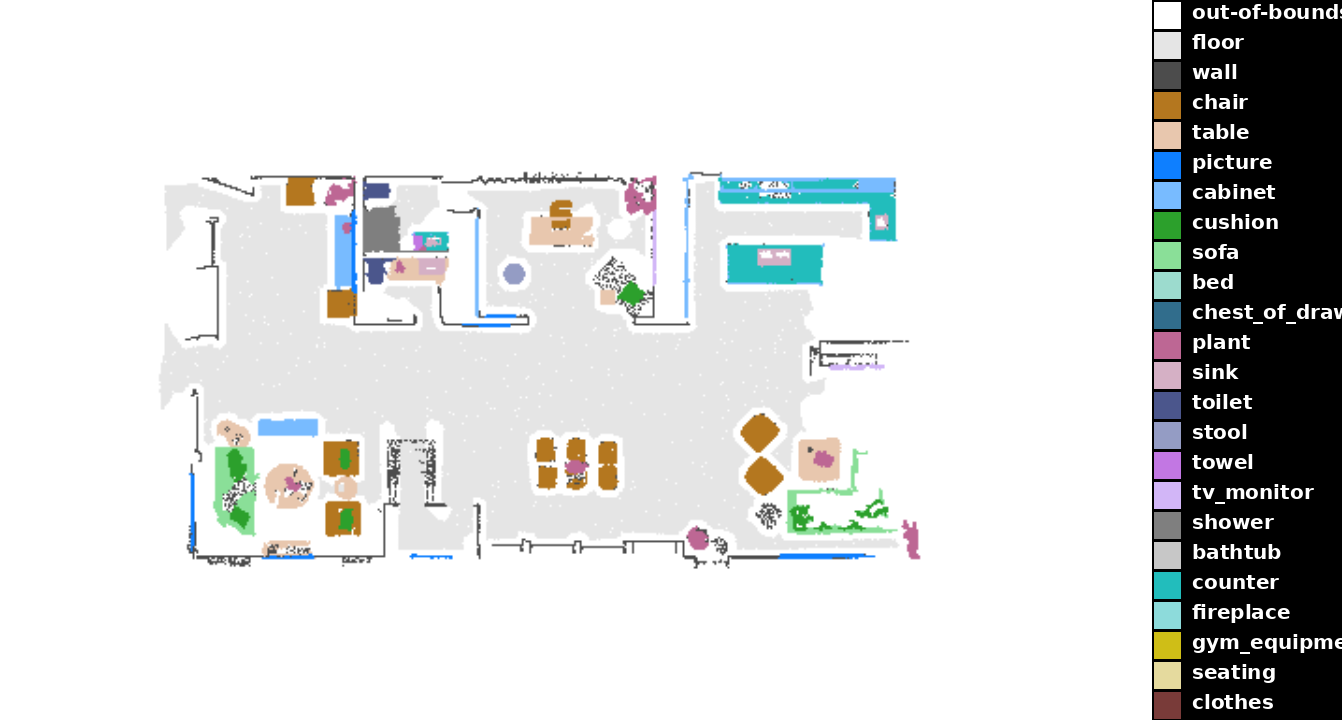 out-of-bounds
floor
wall
chair
table
picture
cabinet
cushion
sofa
bed
chest_of_draw
plant
sink
toilet
stool
towel
tv_monitor
shower
bathtub
counter
fireplace
gym_equipme
seating
clothes